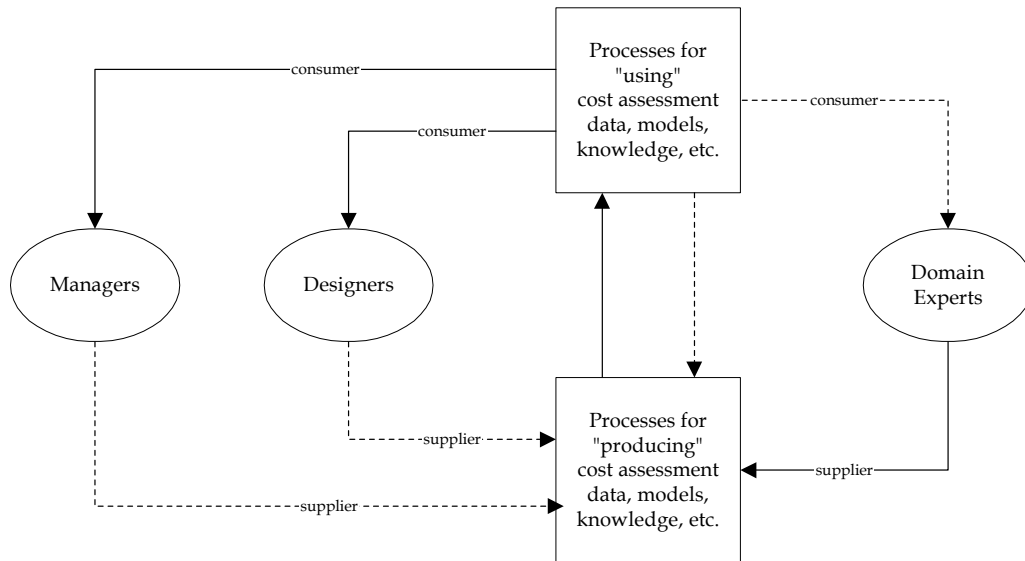 Processes for
"using"
cost assessment
data, models,
knowledge, etc.
consumer
consumer
consumer
Managers
Designers
Domain
Experts
Processes for
"producing"
cost assessment
data, models,
knowledge, etc.
supplier
supplier
supplier